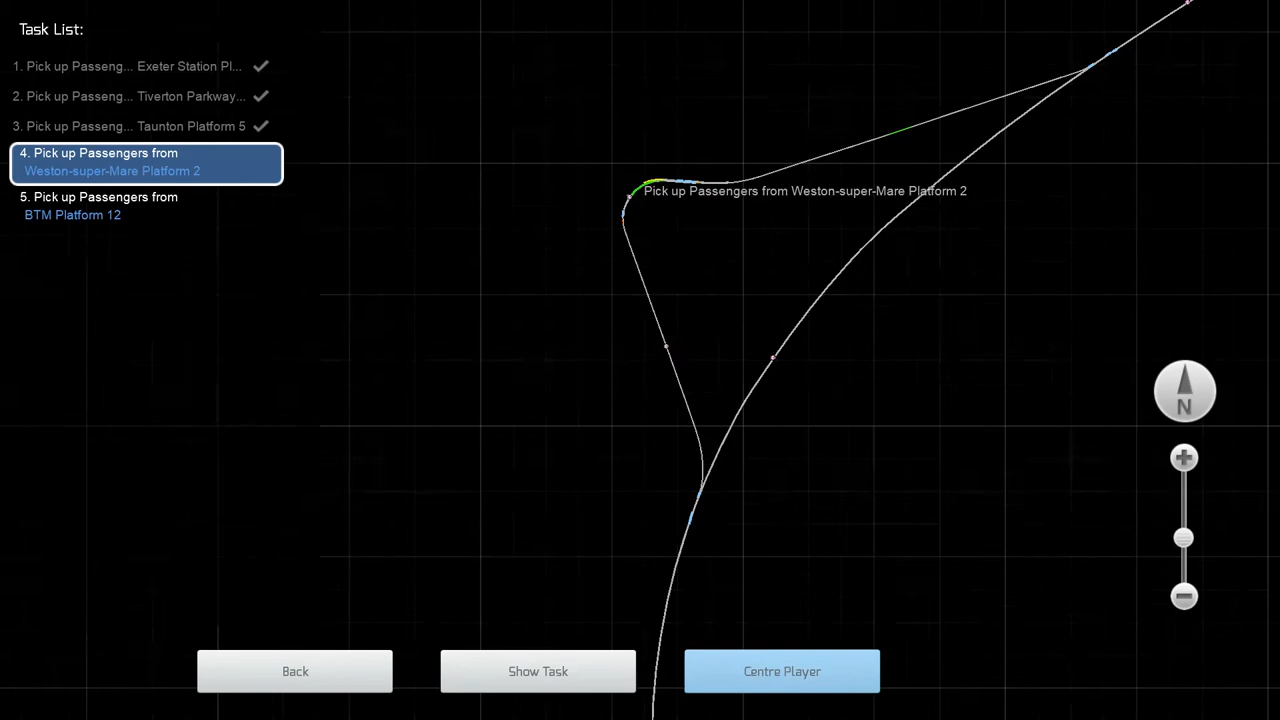 Task List:
1. Pick up Passeng... Exeter Station Pl...
2. Pick up Passeng... Tiverton Parkway...
3. Pick up Passeng... Taunton Platform 5
4. Pick up Passengers from
Weston-super-Mare Platform 2
5. Pick up Passengers from
BTM Platform 12
Pick up Passengers from Weston-super-Mare Platform 2
N
Back
Show Task
Centre Player